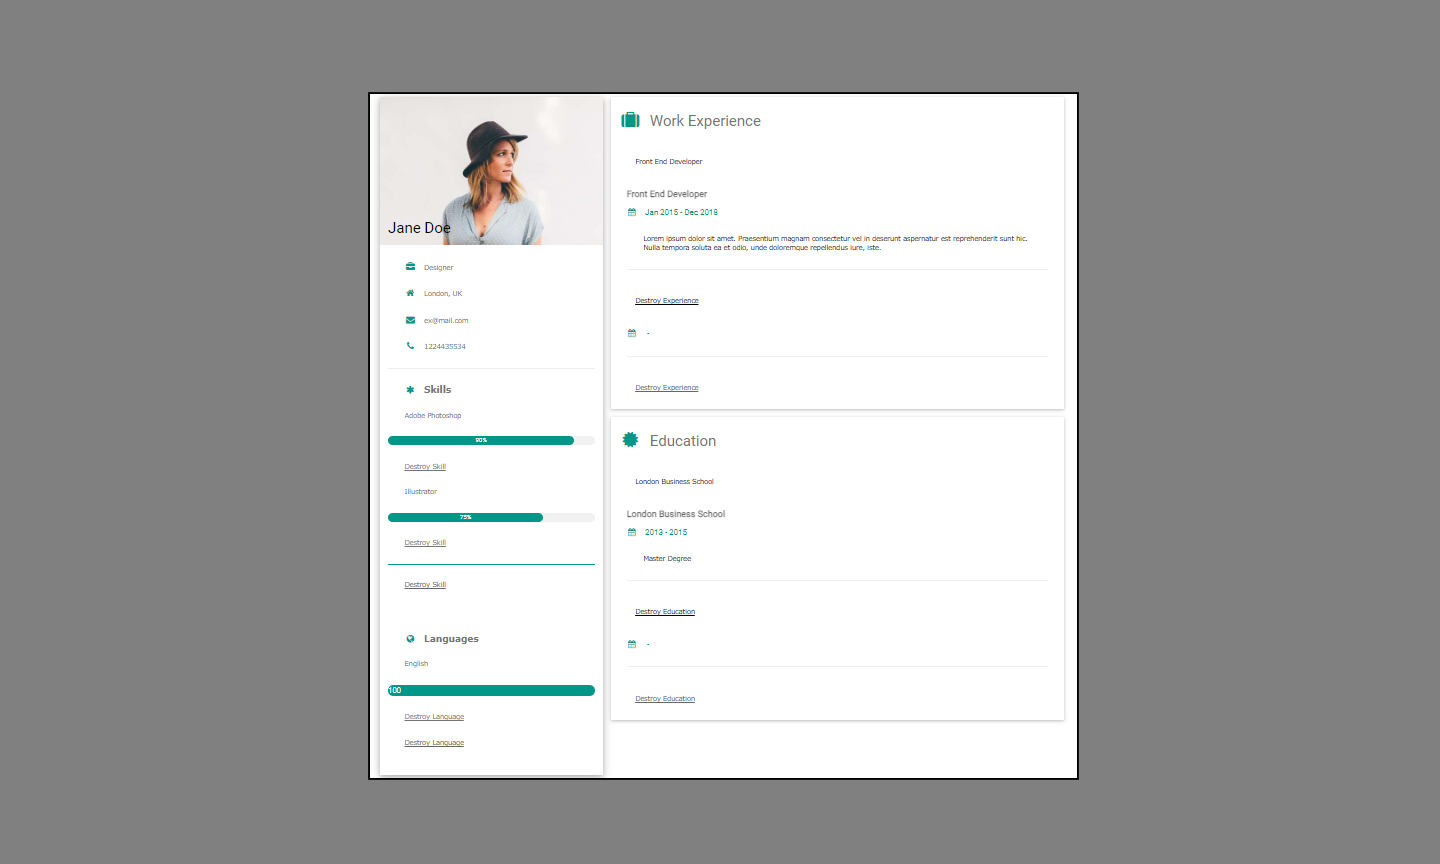 Jane Doe
Designer
London, UK
ex@mail.com
1224435534
Skills
Adobe Photoshop
90%
Destroy Skill
Illustrator
75%
Destroy Skill
Destroy Skill
Languages
English
100
Destroy Language
Destroy Language
Work Experience
Front End Developer
Front End Developer
Jan 2015 - Dec 2018
Lorem ipsum dolor sit amet. Praesentium magnam consectetur vel in deserunt aspernatur est reprehenderit sunt hic.
Nulla tempora soluta ea et odio, unde doloremque repellendus iure, iste.
Destroy Experience
-
Destroy Experience
Education
London Business School
London Business School
2013 - 2015
Master Degree
Destroy Education
-
Destroy Education